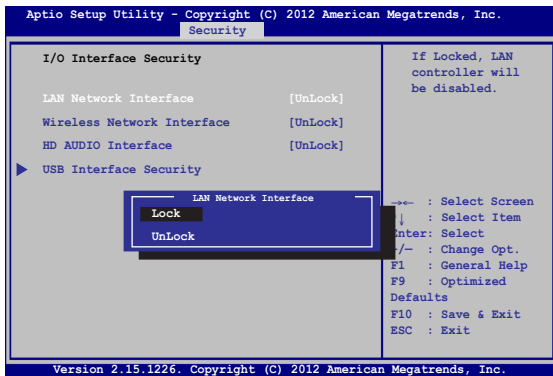 Aptio Setup Utility - Copyright (C) 2012 American Megatrends, Inc.
Security
I/O Interface Security
LAN Network Interface [UnLock]
Wireless Network Interface [UnLock]
HD AUDIO Interface [UnLock]
USB Interface Security
LAN Network Interface
Lock
UnLock
If Locked, LAN
controller will
be disabled.
→← : Select Screen
↓ : Select Item
Enter: Select
/— : Change Opt.
F1 : General Help
F9 : Optimized
Defaults
F10 : Save & Exit
ESC : Exit
Version 2.15.1226. Copyright (C) 2012 American Megatrends, Inc.